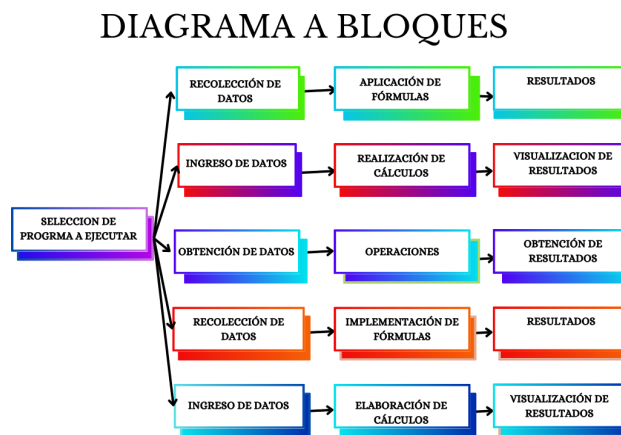 DIAGRAMA A BLOQUES
RECOLECCIÓN DE
DATOS
APLICACIÓN DE
FÓRMULAS
RESULTADOS
INGRESO DE DATOS
REALIZACIÓN DE
CÁLCULOS
VISUALIZACION DE
RESULTADOS
SELECCION DE
PROGRMA A EJECUTAR
OBTENCIÓN DE DATOS
OPERACIONES
OBTENCIÓN DE
RESULTADOS
RECOLECCIÓN DE
DATOS
IMPLEMENTACIÓN DE
FÓRMULAS
RESULTADOS
INGRESO DE DATOS
ELABORACIÓN DE
CÁLCULOS
VISUALIZACIÓN DE
RESULTADOS